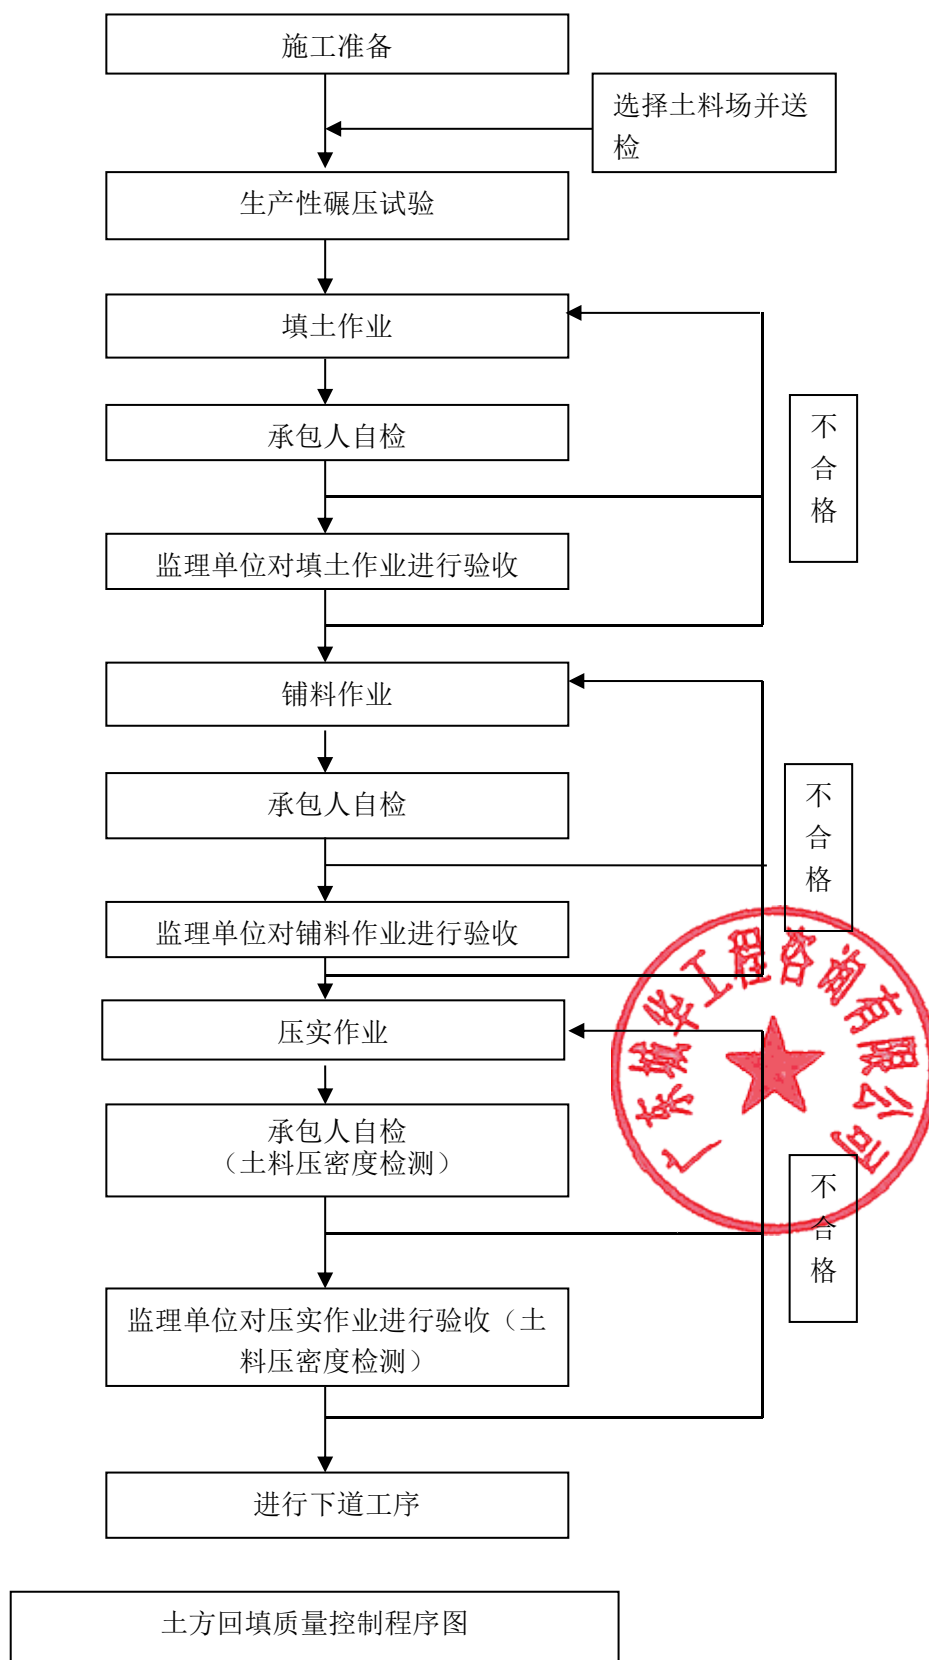 施工准备
选择土料场并送
检
生产性碾压试验
填土作业
承包人自检
不
合
格
监理单位对填土作业进行验收
铺料作业
承包人自检
不
合
格
监理单位对铺料作业进行验收
广东城华工程咨询有限公司
压实作业
承包人自检
（土料压密度检测）
不
合
格
监理单位对压实作业进行验收（土
料压密度检测）
进行下道工序
土方回填质量控制程序图